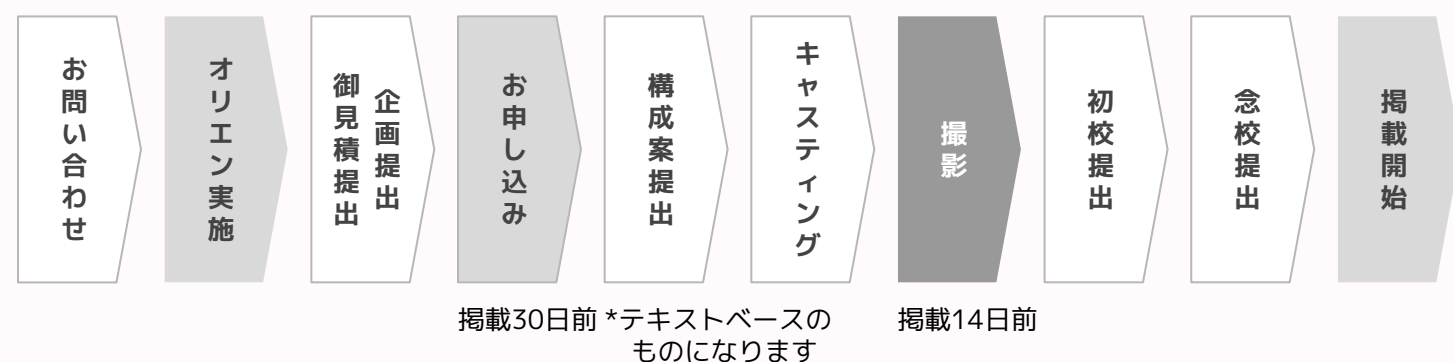 お問い合わせ
オリエン実施
企画提出
御見積提出
お申し込み
構成案提出
キャスティング
撮影
初校提出
念校提出
掲載開始
掲載30日前
*テキストベースの
ものになります
掲載14日前